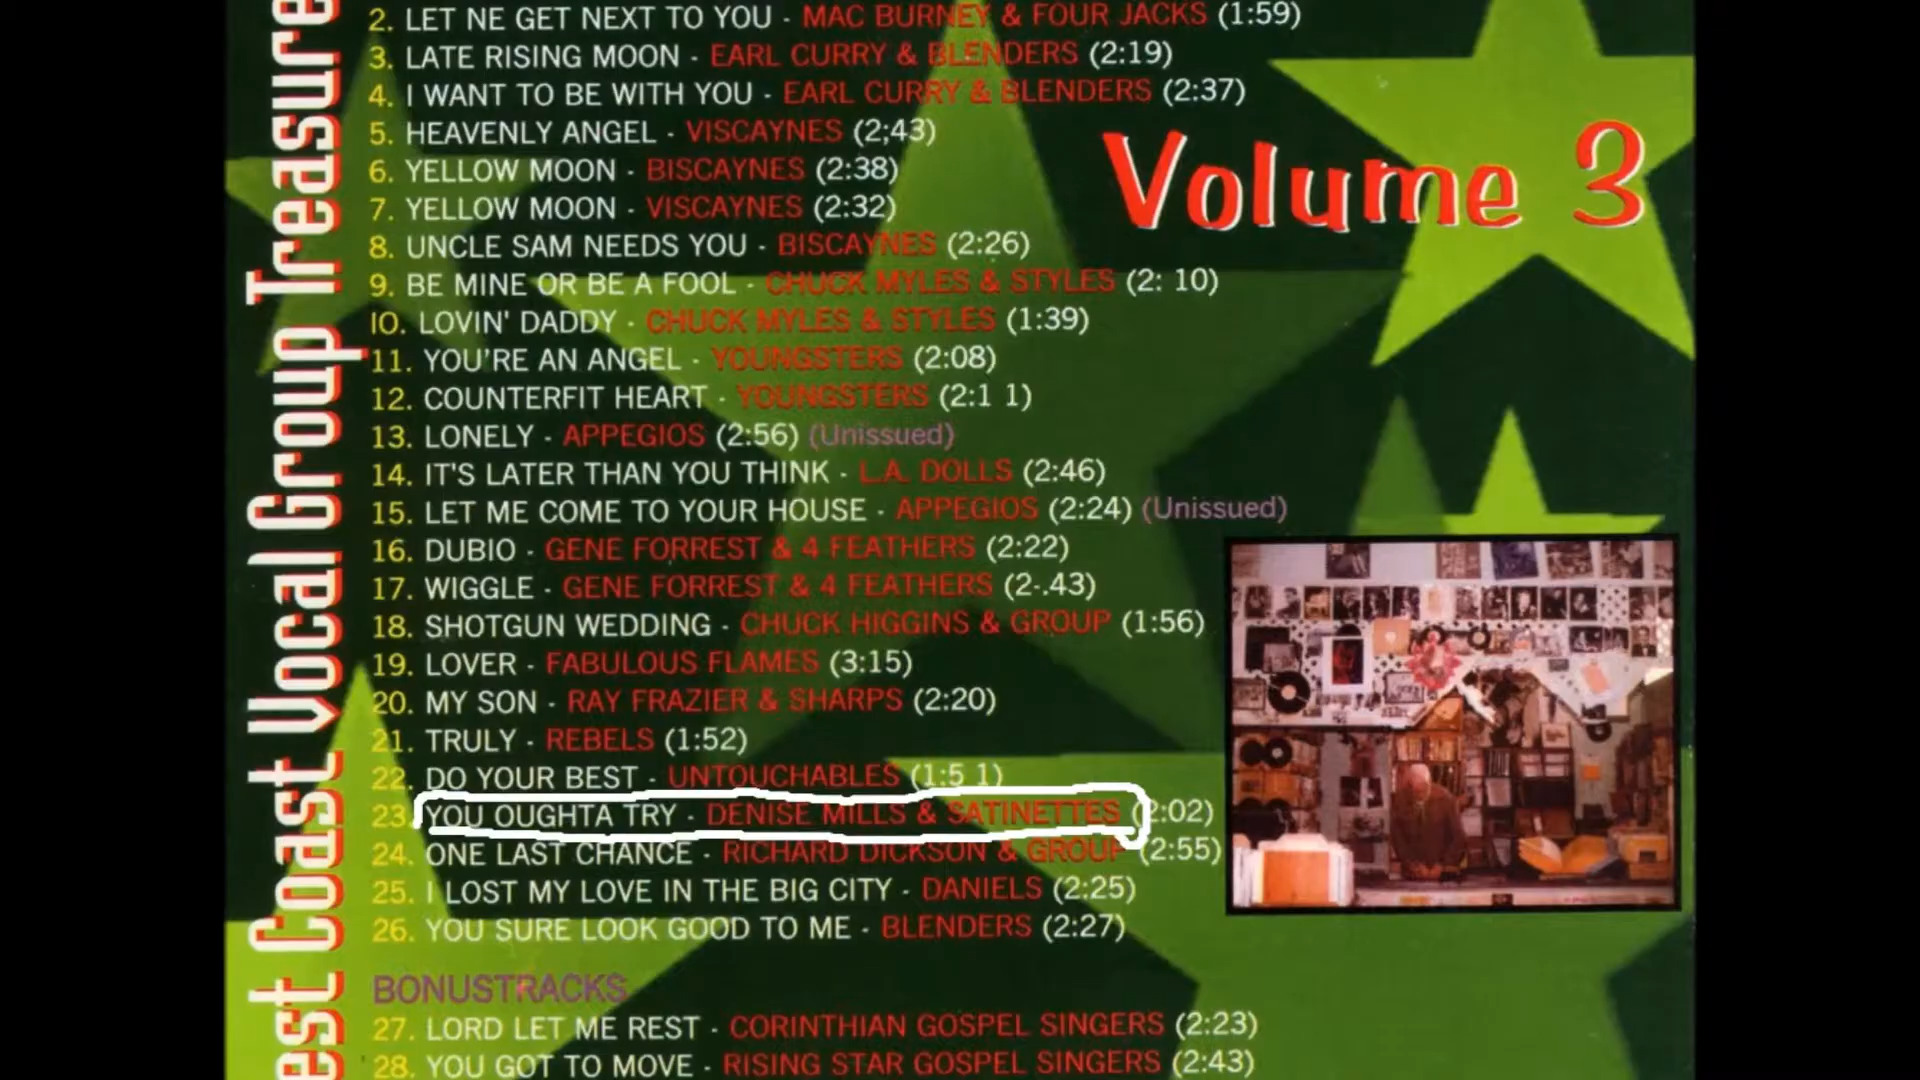 2. LET NE GET NEXT TO YOU - MAC BURNEY & FOUR JACKS (1:59)
3. LATE RISING MOON - EARL CURRY & BLENDERS (2:19)
4. I WANT TO BE WITH YOU - EARL CURRY & BLENDERS (2:37)
5. HEAVENLY ANGEL - VISCAYNES (2;43)
6. YELLOW MOON - BISCAYNES (2:38)
7. YELLOW MOON - VISCAYNES (2:32)
8. UNCLE SAM NEEDS YOU - BISCAYNES (2:26)
9. BE MINE OR BE A FOOL - CHUCK MYLES & STYLES (2: 10)
10. LOVIN' DADDY - CHUCK MYLES & STYLES (1:39)
11. YOU'RE AN ANGEL - YOUNGSTERS (2:08)
12. COUNTERFIT HEART - YOUNGSTERS (2:1 1)
13. LONELY - APPEGIOS (2:56) (Unissued)
14. IT'S LATER THAN YOU THINK - L.A. DOLLS (2:46)
15. LET ME COME TO YOUR HOUSE - APPEGIOS (2:24) (Unissued)
16. DUBIO - GENE FORREST & 4 FEATHERS (2:22)
17. WIGGLE - GENE FORREST & 4 FEATHERS (2-.43)
18. SHOTGUN WEDDING - CHUCK HIGGINS & GROUP (1:56)
19. LOVER - FABULOUS FLAMES (3:15)
20. MY SON - RAY FRAZIER & SHARPS (2:20)
21. TRULY - REBELS (1:52)
22. DO YOUR BEST - UNTOUCHABLES (1:5 1)
23. YOU OUGHTA TRY - DENISE MILLS & SATINETTES (2:02)
24. ONE LAST CHANCE - RICHARD DICKSON & GROUP (2:55)
25. I LOST MY LOVE IN THE BIG CITY - DANIELS (2:25)
26. YOU SURE LOOK GOOD TO ME - BLENDERS (2:27)
BONUSTRACKS
27. LORD LET ME REST - CORINTHIAN GOSPEL SINGERS (2:23)
28. YOU GOT TO MOVE - RISING STAR GOSPEL SINGERS (2:43)
Volume 3
est Coast Vocal Group Treasure